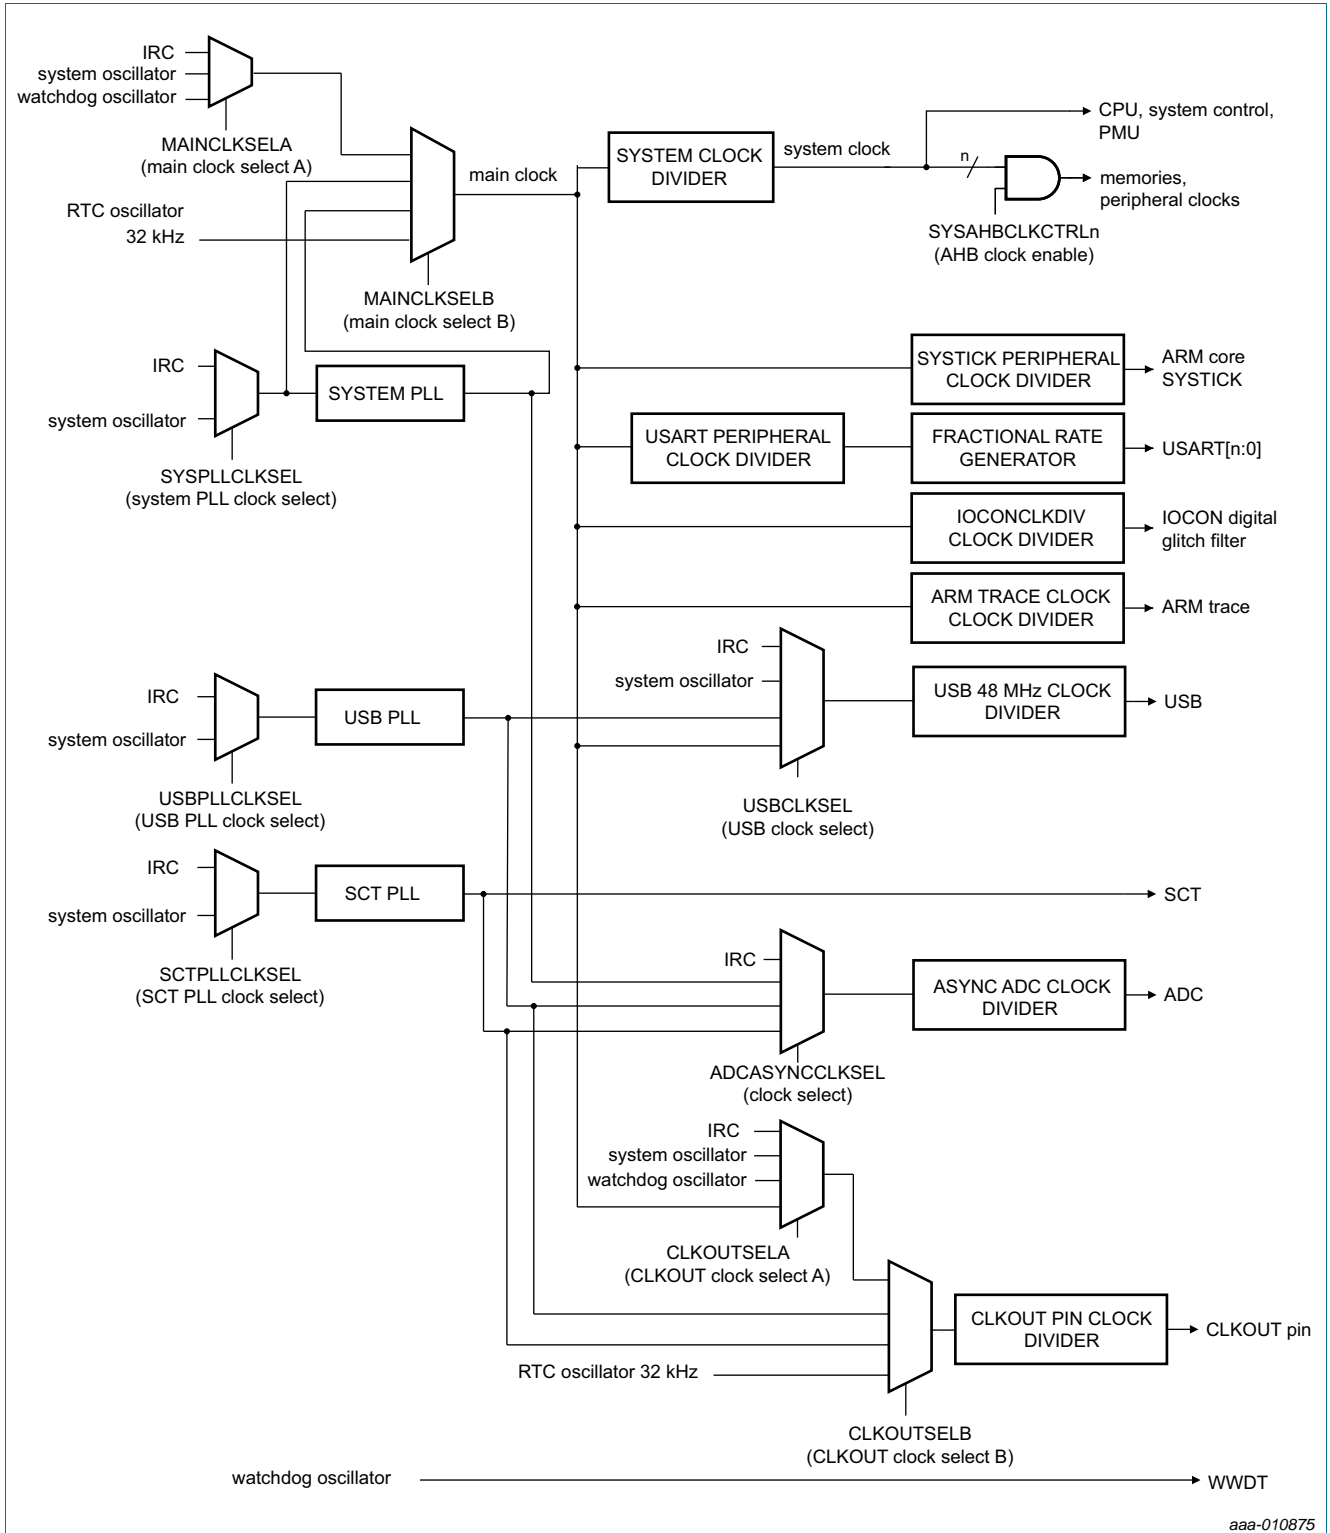 IRC
system oscillator
watchdog oscillator
MAINCLKSELA
(main clock select A)
RTC oscillator
32 kHz
MAINCLKSELB
(main clock select B)
main clock
SYSTEM CLOCK
DIVIDER
system clock
n
CPU, system control,
PMU
memories,
peripheral clocks
SYSAHBCLKCTRLn
(AHB clock enable)
IRC
system oscillator
SYSPLLCLKSEL
(system PLL clock select)
SYSTEM PLL
SYSTICK PERIPHERAL
CLOCK DIVIDER
ARM core
SYSTICK
USART PERIPHERAL
CLOCK DIVIDER
FRACTIONAL RATE
GENERATOR
USART[n:0]
IOCONCLKDIV
CLOCK DIVIDER
IOCON digital
glitch filter
ARM TRACE CLOCK
CLOCK DIVIDER
ARM trace
IRC
system oscillator
USBPLLCLKSEL
(USB PLL clock select)
USB PLL
IRC
system oscillator
USBCLKSEL
(USB clock select)
USB 48 MHz CLOCK
DIVIDER
USB
IRC
system oscillator
SCTPLLCLKSEL
(SCT PLL clock select)
SCT PLL
SCT
IRC
ADCASYNCCLKSEL
(clock select)
ASYNC ADC CLOCK
DIVIDER
ADC
IRC
system oscillator
watchdog oscillator
CLKOUTSELA
(CLKOUT clock select A)
RTC oscillator 32 kHz
CLKOUTSELB
(CLKOUT clock select B)
CLKOUT PIN CLOCK
DIVIDER
CLKOUT pin
watchdog oscillator
WWDT
aaa-010875